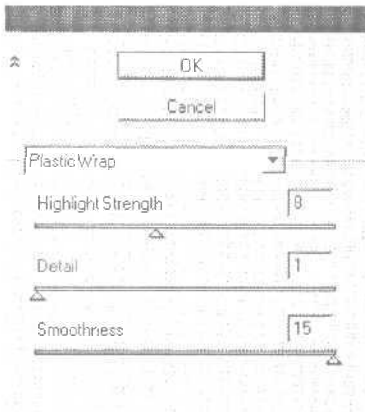 OK
Cancel
Plastic Wrap
Highlight Strength 8
Detail 1
Smoothness 15